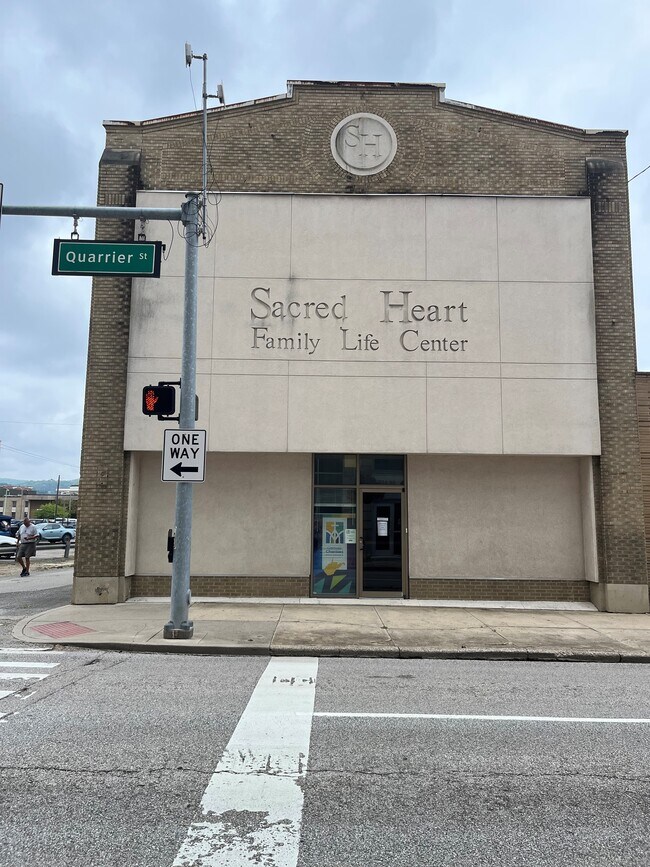 SH
Quarrier St
Sacred Heart
Family Life Center
ONE
WAY